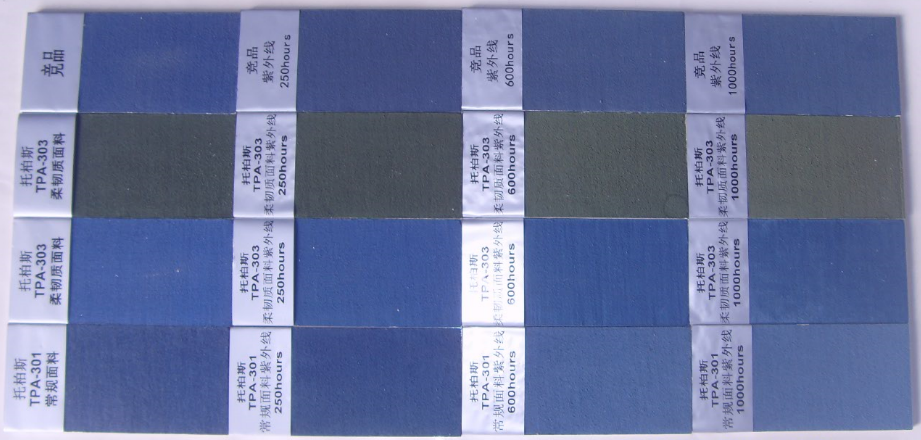 竞品
竞品
紫外线
250hours
竞品
紫外线
600hours
竞品
紫外线
1000hours
托柏斯
TPA-303
柔韧质面料
托柏斯
TPA-303
柔韧质面料紫外线
250hours
托柏斯
TPA-303
柔韧质面料紫外线
600hours
托柏斯
TPA-303
柔韧质面料紫外线
1000hours
托柏斯
TPA-303
柔韧质面料
托柏斯
TPA-303
柔韧质面料紫外线
250hours
托柏斯
TPA-303
柔韧质面料紫外线
600hours
托柏斯
TPA-303
柔韧质面料紫外线
1000hours
托柏斯
TPA-301
常规面料
托柏斯
TPA-301
常规面料紫外线
250hours
托柏斯
TPA-301
常规面料紫外线
600hours
托柏斯
TPA-301
常规面料紫外线
1000hours